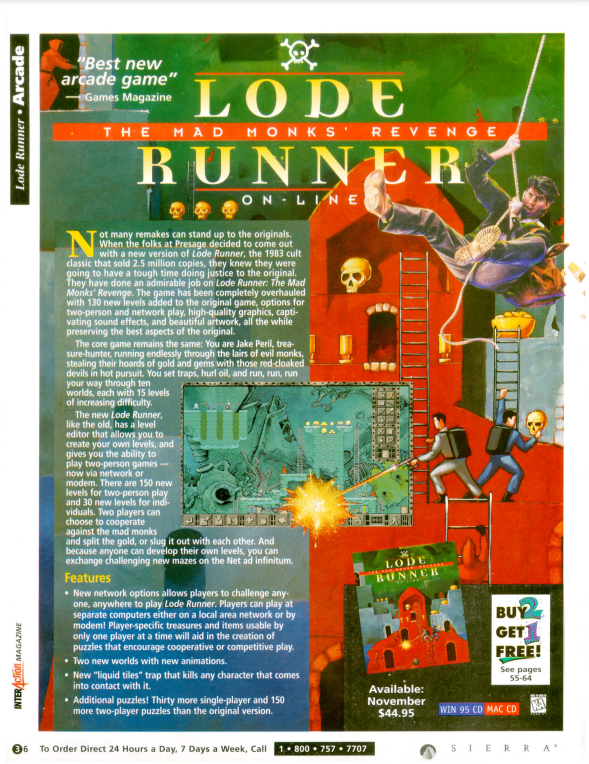 Lode Runner • Arcade
"Best new
arcade game"
— Games Magazine
LODE
THE MAD MONKS' REVENGE
RUNNER
ON-LINE
Not many remakes can stand up to the originals.
When the folks at Presage decided to come out
with a new version of Lode Runner, the 1983 cult
classic that sold 2.5 million copies, they knew they were
going to have a tough time doing justice to the original.
They have done an admirable job on Lode Runner: The Mad
Monks' Revenge. The game has been completely overhauled
with 130 new levels added to the original game, options for
two-person and network play, high-quality graphics, capti-
vating sound effects, and beautiful artwork, all the while
preserving the best aspects of the original.
The core game remains the same: You are Jake Peril, trea-
sure-hunter, running endlessly through the lairs of evil monks,
stealing their hoards of gold and gems with those red-cloaked
devils in hot pursuit. You set traps, hurl oil, and run, run, run
your way through ten
worlds, each with 15 levels
of increasing difficulty.
The new Lode Runner,
like the old, has a level
editor that allows you to
create your own levels, and
gives you the ability to
play two-person games —
now via network or
modem. There are 150 new
levels for two-person play
and 30 new levels for indi-
viduals. Two players can
choose to cooperate
against the mad monks
and split the gold, or slug it out with each other. And
because anyone can develop their own levels, you can
exchange challenging new mazes on the Net ad infinitum.
Features
• New network options allows players to challenge any-
one, anywhere to play Lode Runner. Players can play at
separate computers either on a local area network or by
modem! Player-specific treasures and items usable by
only one player at a time will aid in the creation of
puzzles that encourage cooperative or competitive play.
• Two new worlds with new animations.
• New "liquid tiles" trap that kills any character that comes
into contact with it.
• Additional puzzles! Thirty more single-player and 150
more two-player puzzles than the original version.
LODE
RUNNER
BUY 2
GET 1
FREE!
See pages
55-64
Available:
November
$44.95
WIN 95 CD MAC CD
K-A
INTERACTION MAGAZINE
36 To Order Direct 24 Hours a Day, 7 Days a Week, Call 1 • 800 • 757 • 7707
SIERRA®